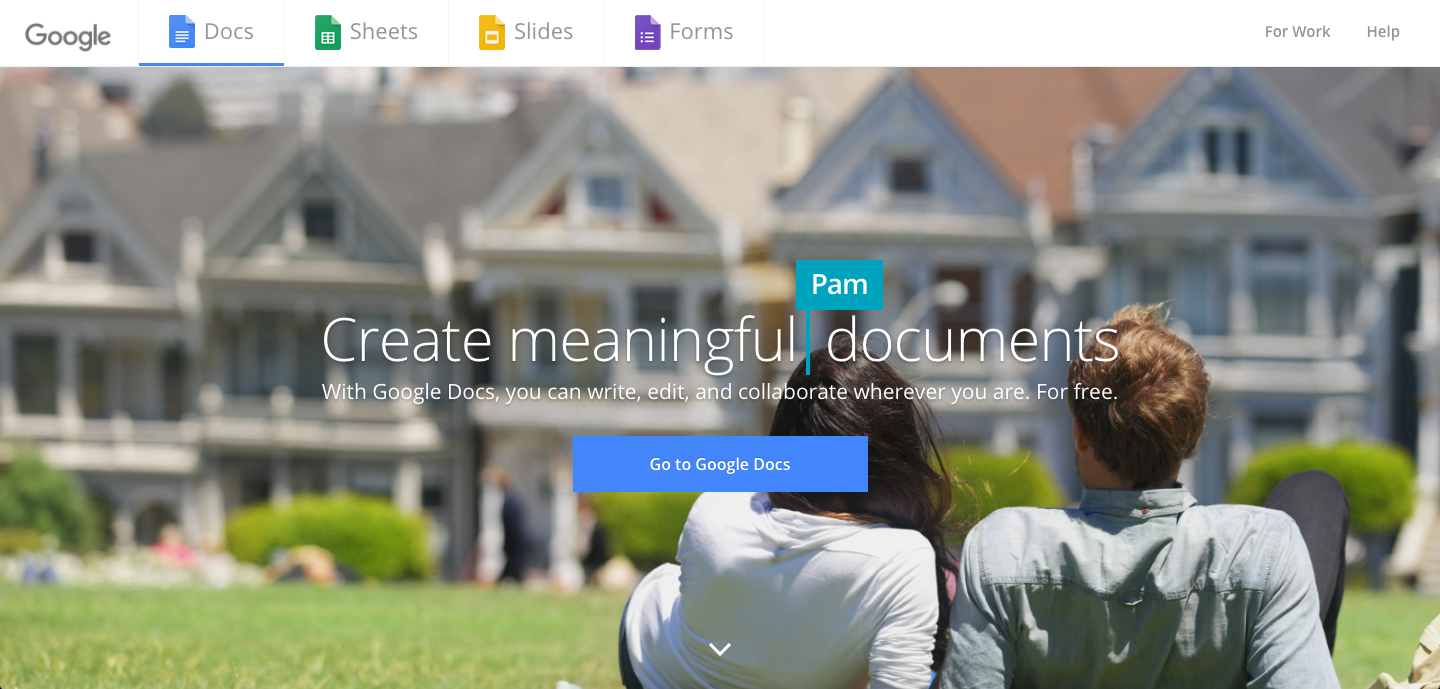 Google Docs Sheets Slides Forms For Work Help
Pam
Create meaningful documents
With Google Docs, you can write, edit, and collaborate wherever you are. For free.
Go to Google Docs